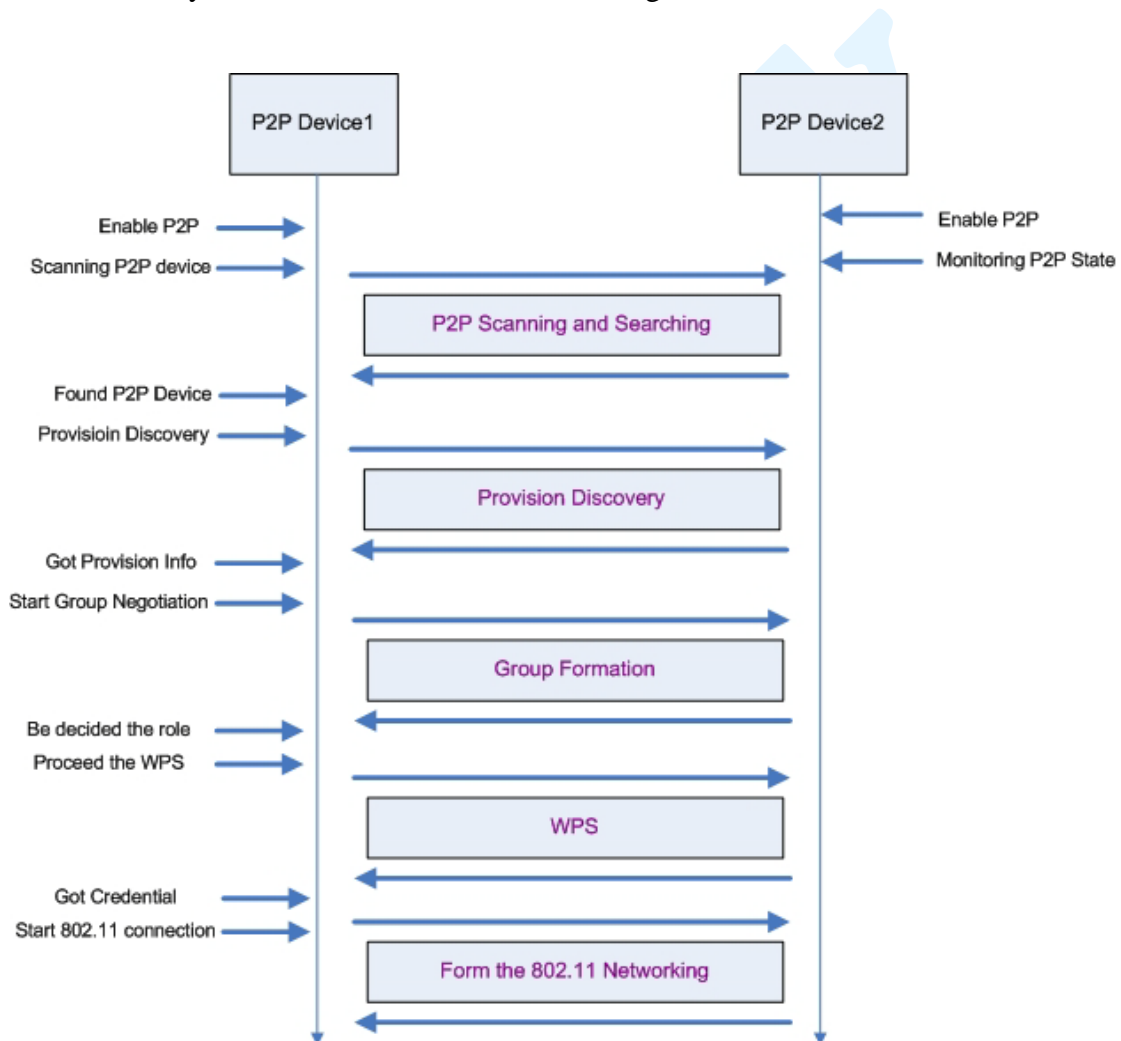 P2P Device1
P2P Device2
Enable P2P
Enable P2P
Scanning P2P device
Monitoring P2P State
P2P Scanning and Searching
Found P2P Device
Provisioin Discovery
Provision Discovery
Got Provision Info
Start Group Negotiation
Group Formation
Be decided the role
Proceed the WPS
WPS
Got Credential
Start 802.11 connection
Form the 802.11 Networking